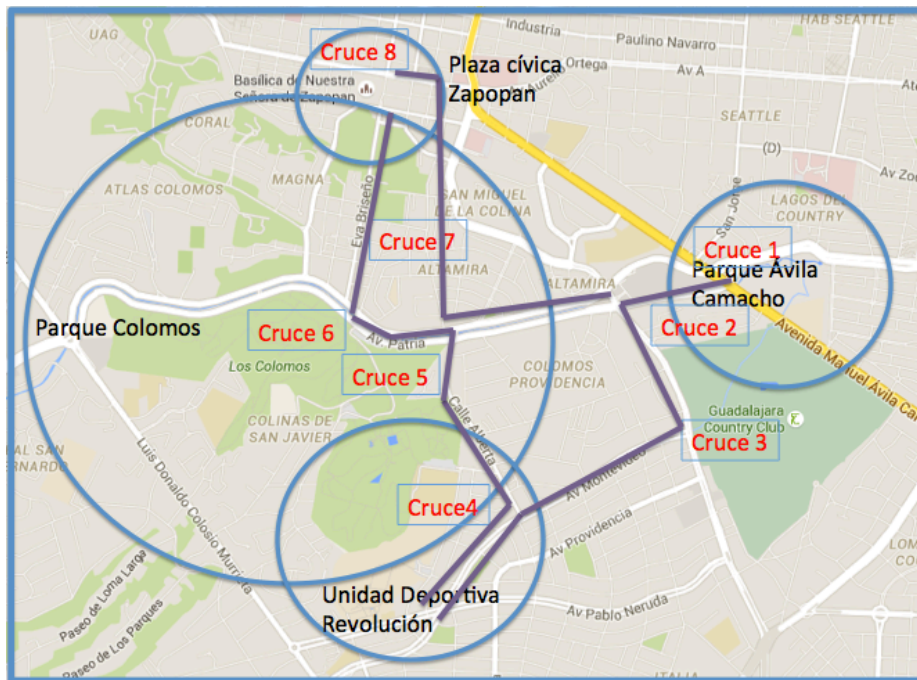 Industria
HAB SEATTLE
UAG
Paulino Navarro
Cruce 8
Plaza cívica
Zapopan
Av Aurelio Ortega
Av A
Basílica de Nuestra
Señora de Zapopan
SEATTLE
CORAL
(D)
MAGNA
ATLAS COLOMOS
SAN MIGUEL
DE LA COLINA
San Jorge
LAGOS DEL
COUNTRY
Eva Briseño
Cruce 7
Cruce 1
ALTAMIRA
ALTAMIRA
Parque Ávila
Camacho
Parque Colomos
Cruce 6
Av. Patria
Cruce 2
Avenida Manuel Ávila
Los Colomos
Cruce 5
COLOMOS
PROVIDENCIA
COLINAS
DE SAN JAVIER
Calle Alberta
Guadalajara
Country Club
Cruce 3
Luis Donaldo Colosio Murrieta
Cruce4
Av Montevideo
Av Providencia
Paseo de Loma Larga
Paseo de Los Parques
Unidad Deportiva
Revolución
Av Pablo Neruda
ITALIA